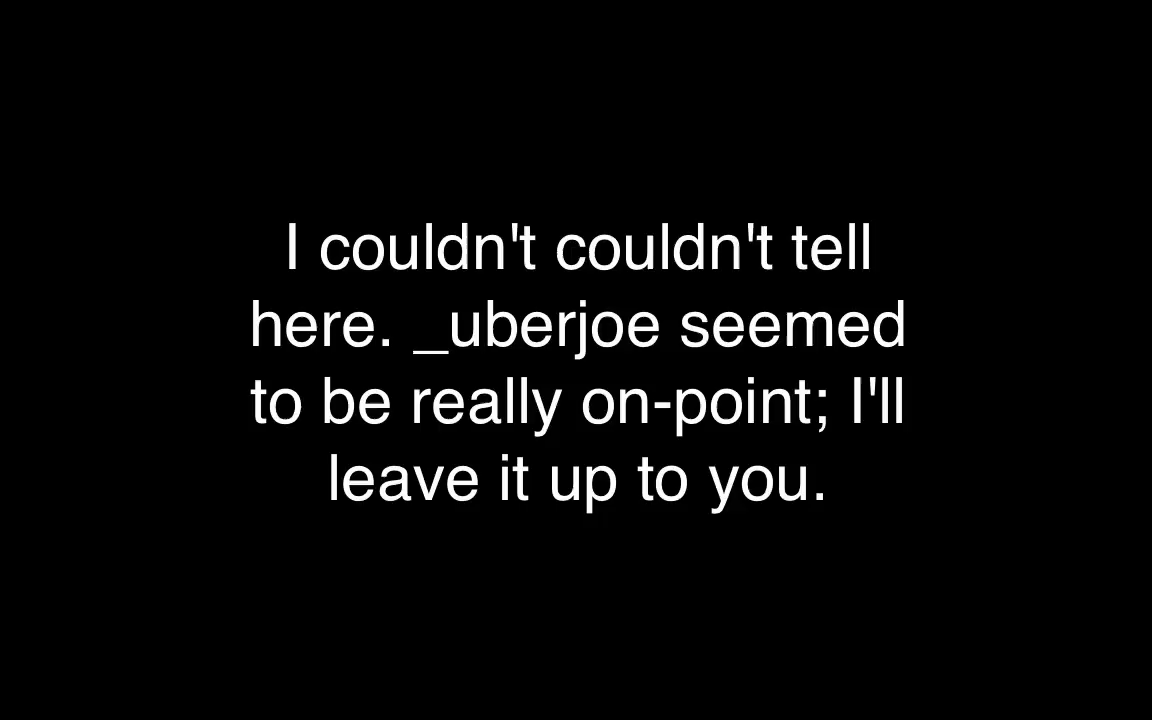 I couldn't couldn't tell
here. _uberjoe seemed
to be really on-point; I'll
leave it up to you.